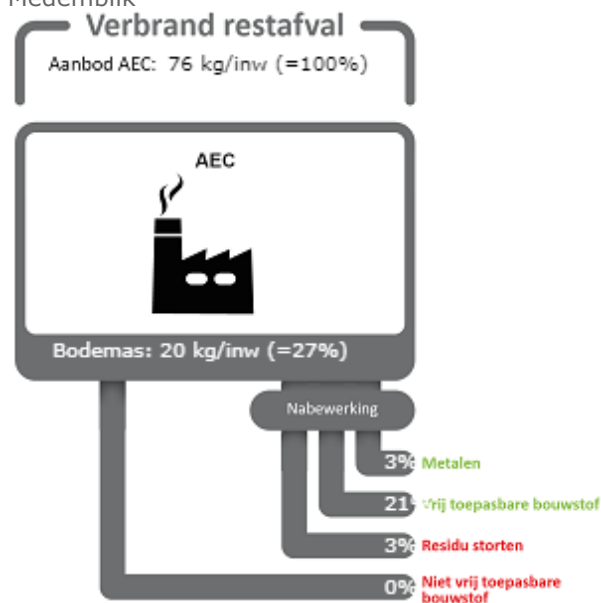 Medemblik
Verbrand restafval
Aanbod AEC: 76 kg/inw (=100%)
AEC
Bodemas: 20 kg/inw (=27%)
Nabewerking
3% Metalen
21% Vrij toepasbare bouwstof
3% Residu storten
0% Niet vrij toepasbare
bouwstof